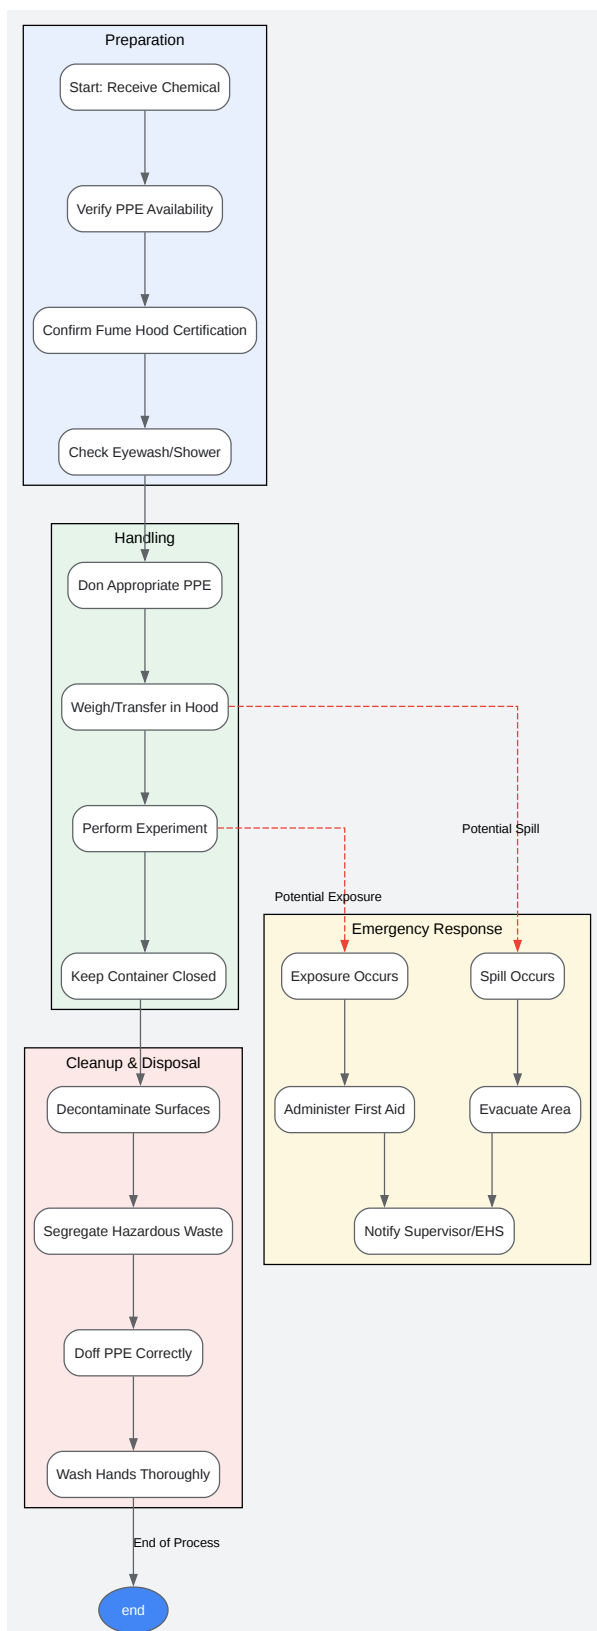 Preparation
Start: Receive Chemical
Verify PPE Availability
Confirm Fume Hood Certification
Check Eyewash/Shower
Handling
Don Appropriate PPE
Weigh/Transfer in Hood
Perform Experiment
Potential Spill
Potential Exposure
Keep Container Closed
Emergency Response
Exposure Occurs
Spill Occurs
Administer First Aid
Evacuate Area
Notify Supervisor/EHS
Cleanup & Disposal
Decontaminate Surfaces
Segregate Hazardous Waste
Doff PPE Correctly
Wash Hands Thoroughly
End of Process
end